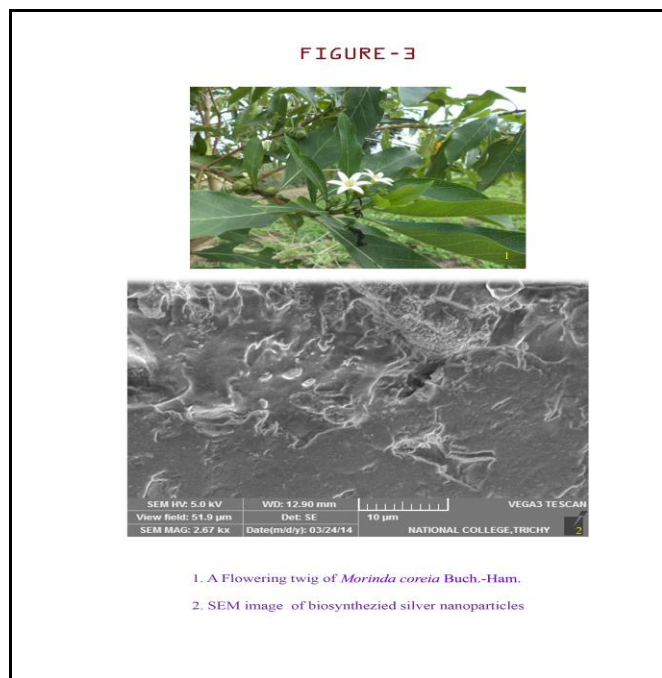 FIGURE-3
1
SEM HV: 5.0 kV WD: 12.90 mm VEGA3 TESCAN
View field: 51.9 µm Det: SE 10 µm
SEM MAG: 2.67 kx Date(m/d/y): 03/24/14 NATIONAL COLLEGE,TRICHY 2
1. A Flowering twig of Morinda coreia Buch.-Ham.
2. SEM image of biosynthezied silver nanoparticles